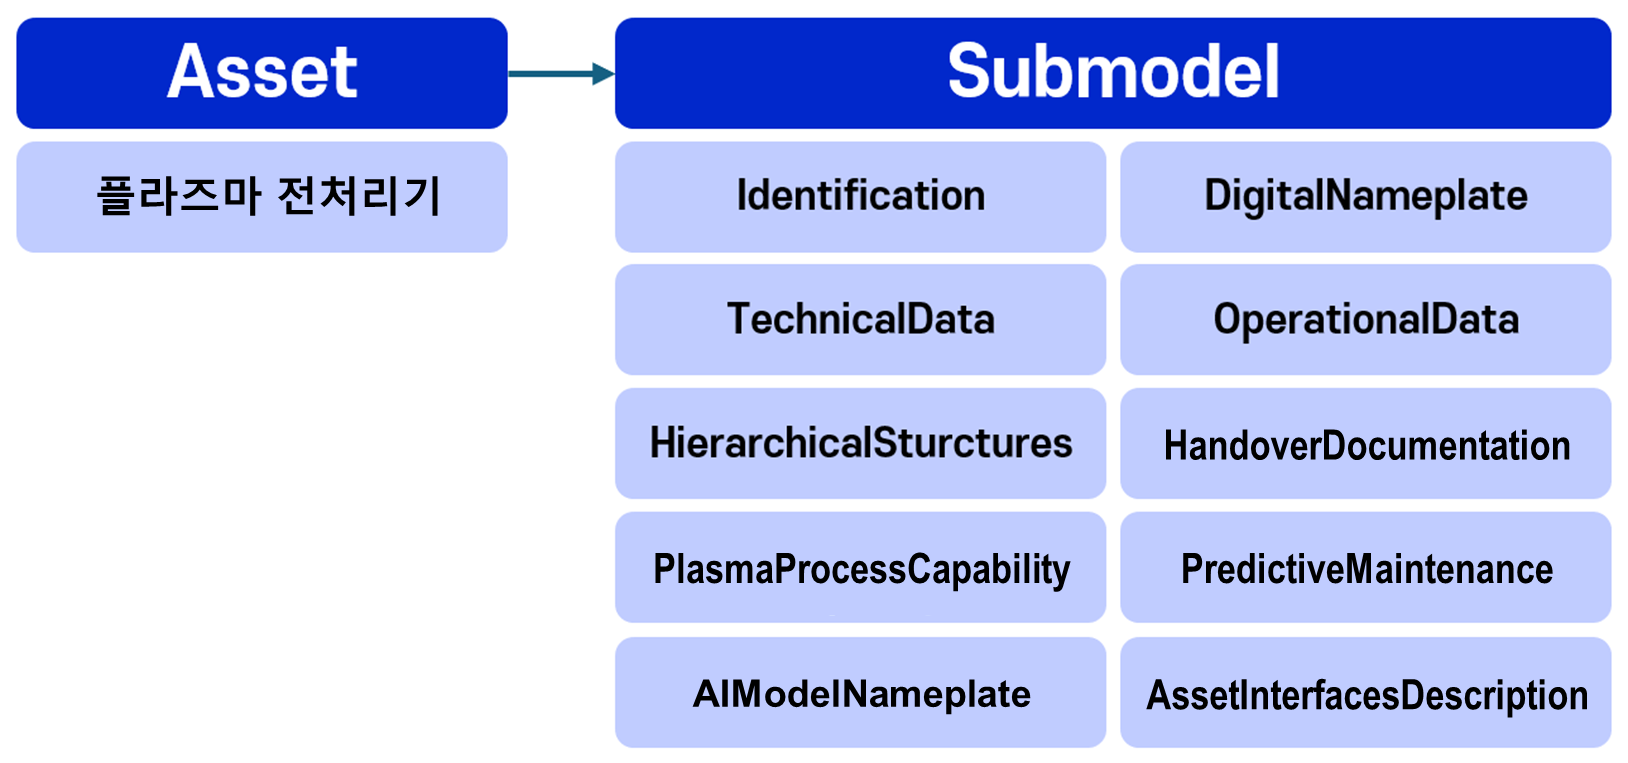 Asset
Submodel
플라즈마 전처리기
Identification
DigitalNameplate
TechnicalData
OperationalData
HierarchicalSturctures
HandoverDocumentation
PlasmaProcessCapability
PredictiveMaintenance
AIModelNameplate
AssetInterfacesDescription